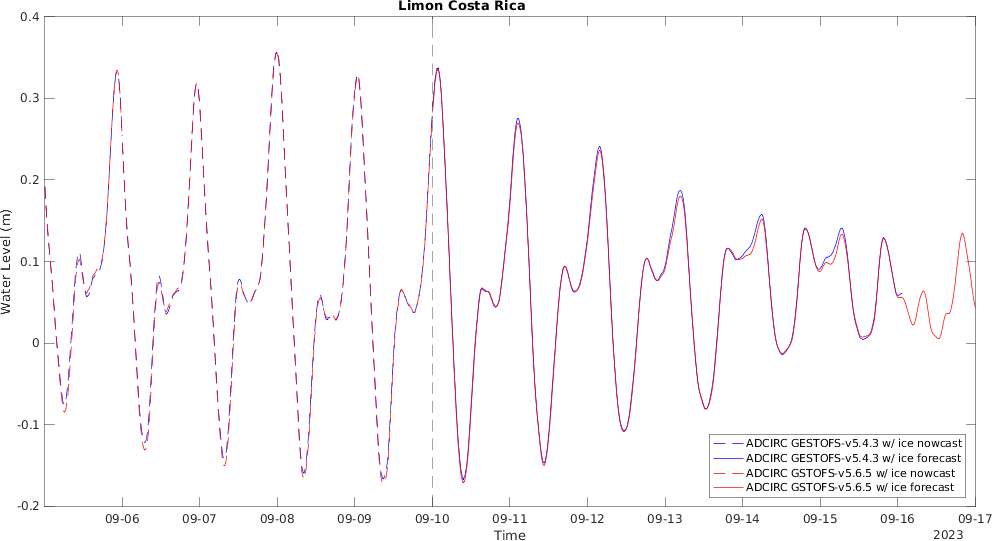 Limon Costa Rica
Water Level (m)
0.4
0.3
0.2
0.1
0
-0.1
-0.2
ADCIRC GESTOFS-v5.4.3 w/ ice nowcast
ADCIRC GESTOFS-v5.4.3 w/ ice forecast
ADCIRC GSTOFS-v5.6.5 w/ ice nowcast
ADCIRC GSTOFS-v5.6.5 w/ ice forecast
09-06 09-07 09-08 09-09 09-10 09-11 09-12 09-13 09-14 09-15 09-16 09-17
Time
2023